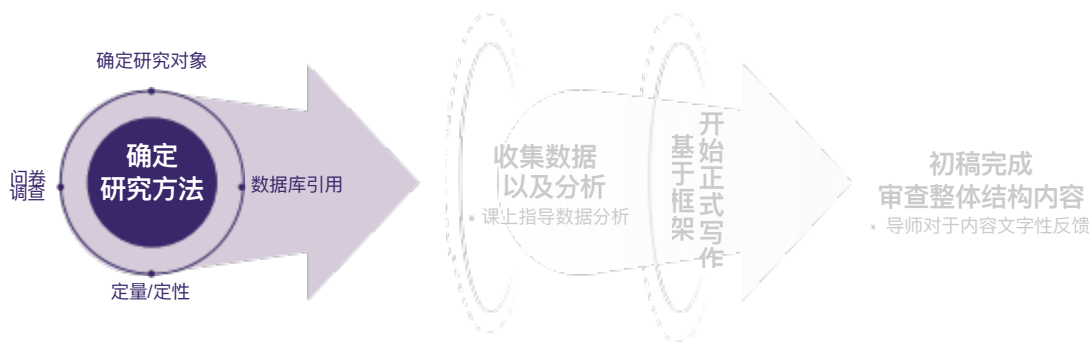 确定研究对象
确定
研究方法
问卷
调查
数据库引用
定量/定性
收集数据
以及分析
课上指导数据分析
开始正式写作
基于框架
初稿完成
审查整体结构内容
导师对于内容文字性反馈